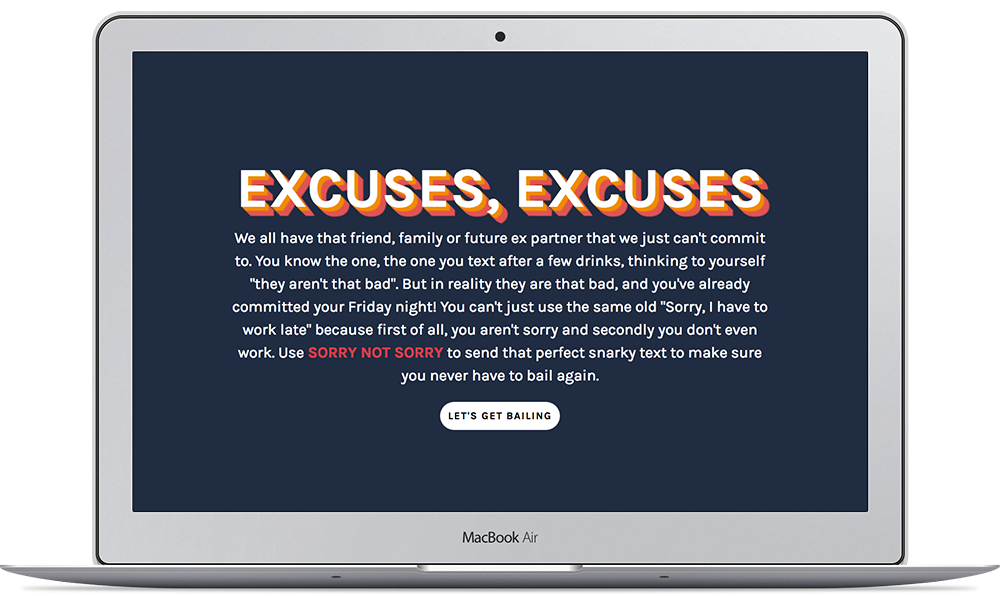 EXCUSES, EXCUSES
We all have that friend, family or future ex partner that we just can't commit
to. You know the one, the one you text after a few drinks, thinking to yourself
"they aren't that bad". But in reality they are that bad, and you've already
committed your Friday night! You can't just use the same old "Sorry, I have to
work late" because first of all, you aren't sorry and secondly you don't even
work. Use SORRY NOT SORRY to send that perfect snarky text to make sure
you never have to bail again.
LET'S GET BAILING
MacBook Air